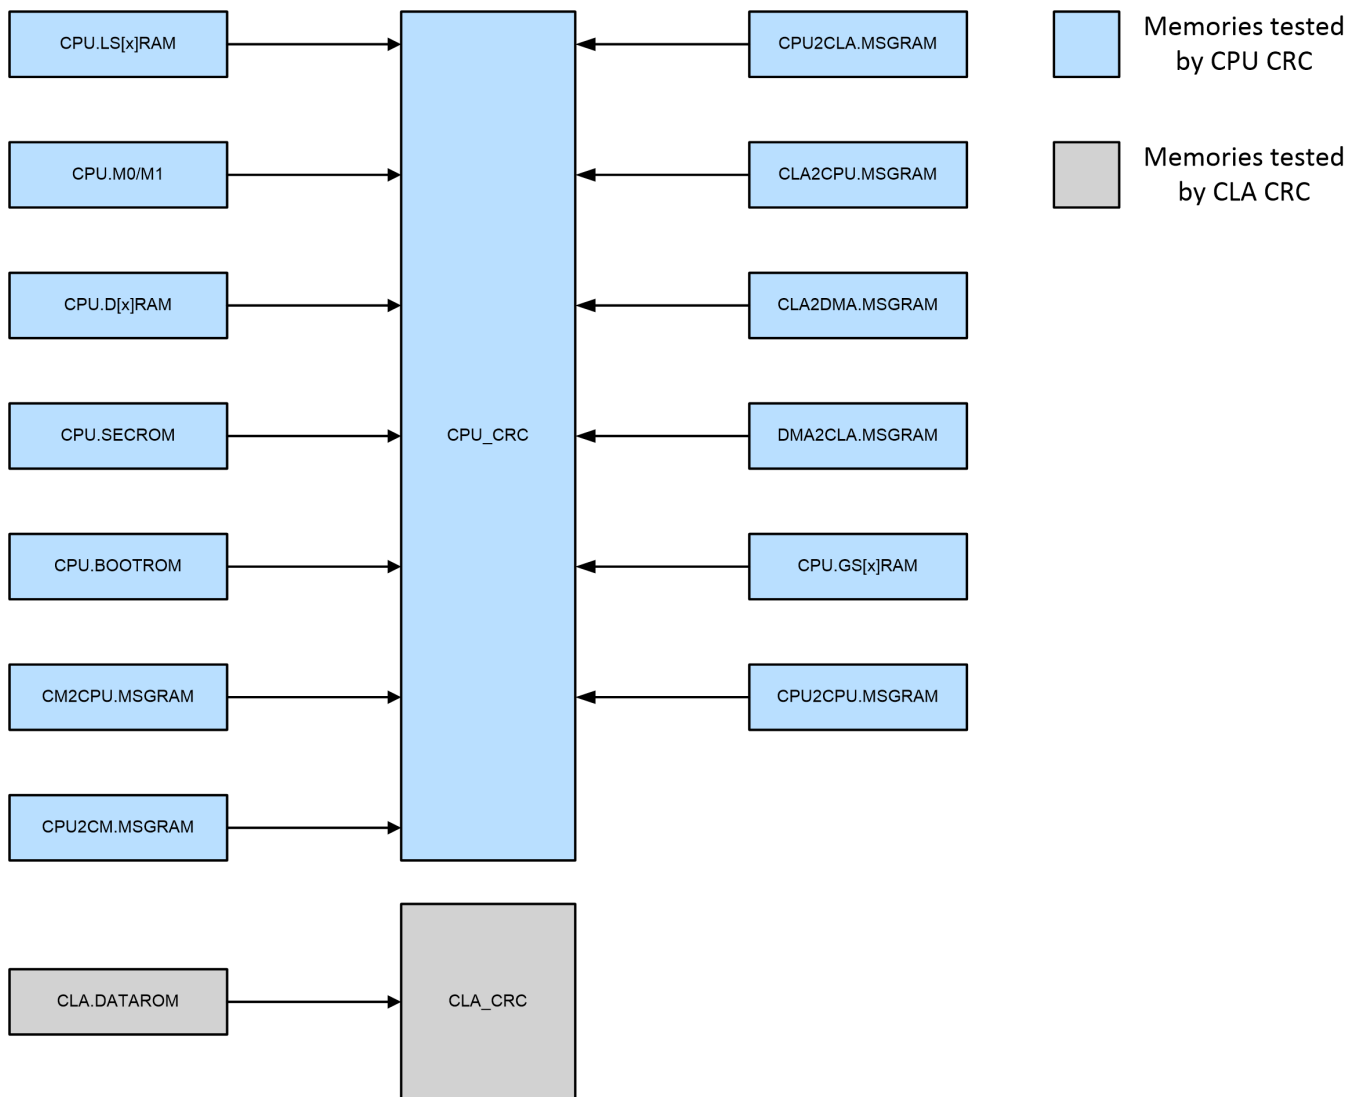 CPU.LS[x]RAM
CPU.M0/M1
CPU.D[x]RAM
CPU.SECROM
CPU.BOOTROM
CM2CPU.MSGRAM
CPU2CM.MSGRAM
CLA.DATAROM
CPU_CRC
CLA_CRC
CPU2CLA.MSGRAM
CLA2CPU.MSGRAM
CLA2DMA.MSGRAM
DMA2CLA.MSGRAM
CPU.GS[x]RAM
CPU2CPU.MSGRAM
Memories tested
by CPU CRC
Memories tested
by CLA CRC